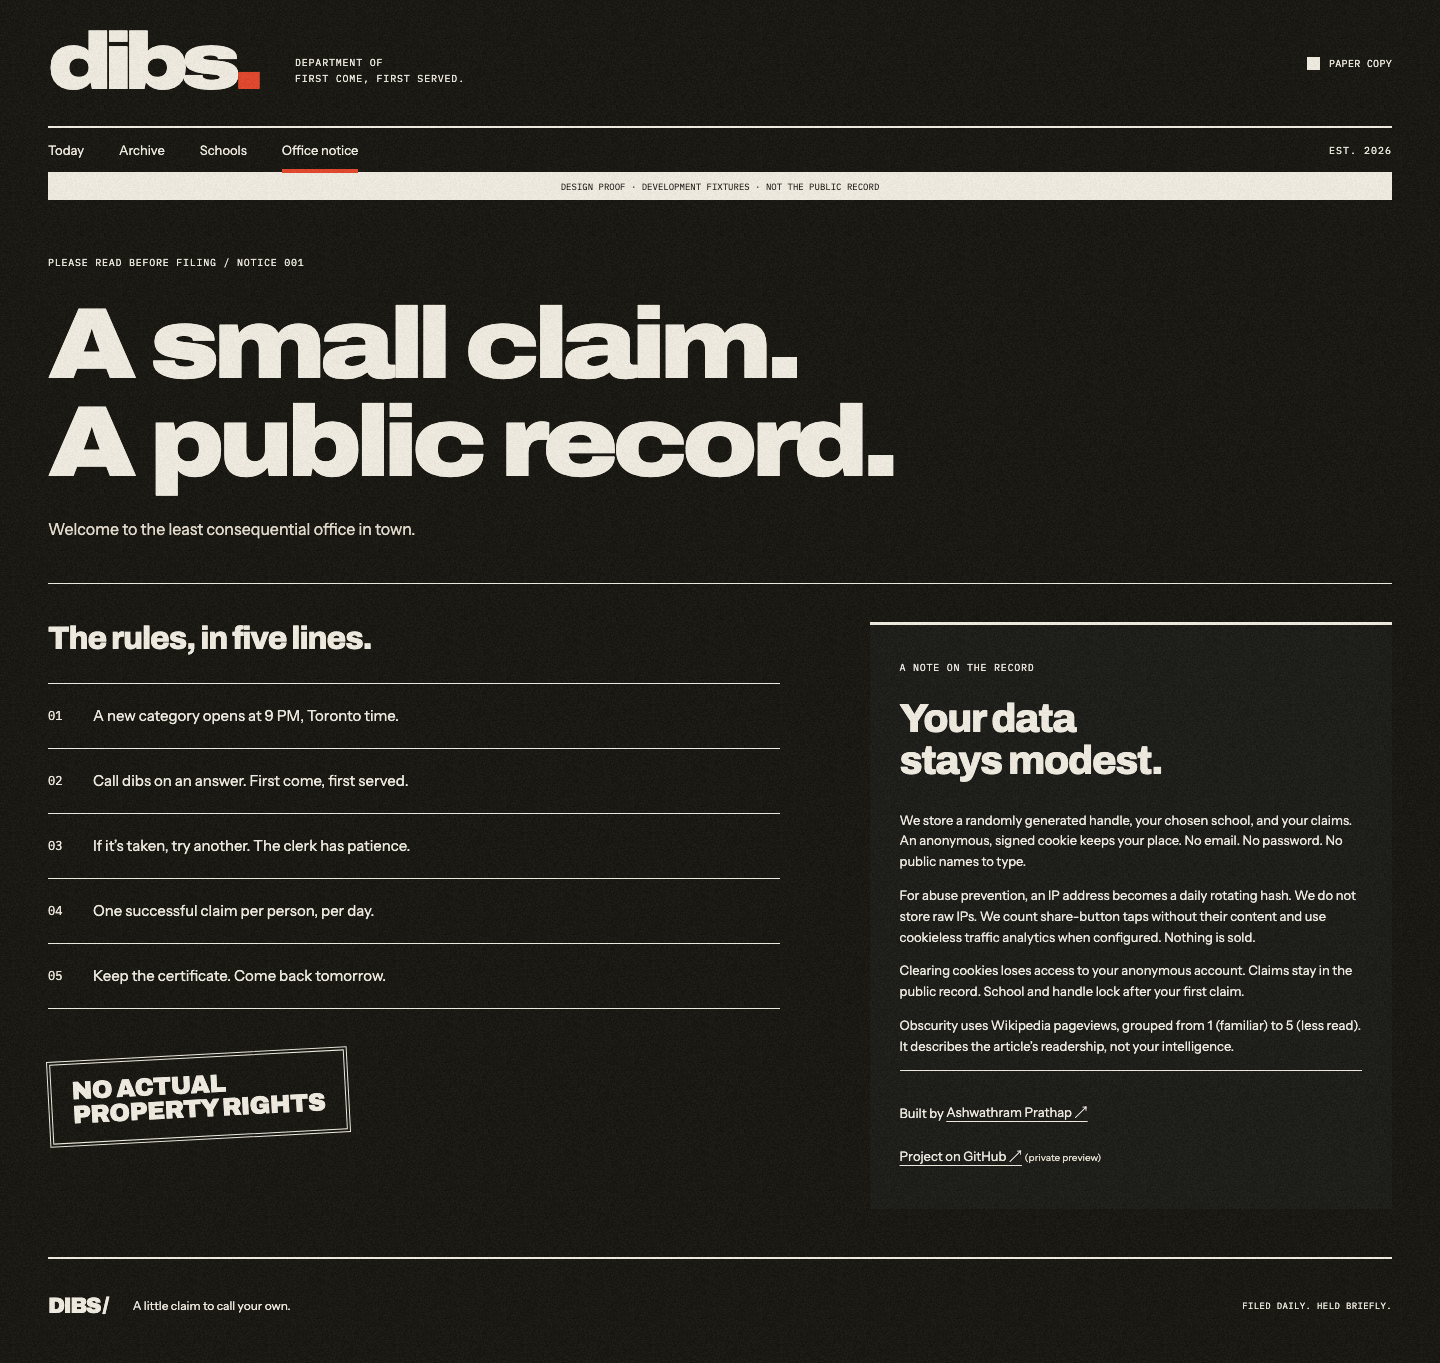 dibs.
DEPARTMENT OF
FIRST COME, FIRST SERVED.
PAPER COPY
Today
Archive
Schools
Office notice
EST. 2026
DESIGN PROOF · DEVELOPMENT FIXTURES · NOT THE PUBLIC RECORD
PLEASE READ BEFORE FILING / NOTICE 001
A small claim.
A public record.
Welcome to the least consequential office in town.
The rules, in five lines.
01 A new category opens at 9 PM, Toronto time.
02 Call dibs on an answer. First come, first served.
03 If it's taken, try another. The clerk has patience.
04 One successful claim per person, per day.
05 Keep the certificate. Come back tomorrow.
NO ACTUAL
PROPERTY RIGHTS
A NOTE ON THE RECORD
Your data
stays modest.
We store a randomly generated handle, your chosen school, and your claims.
An anonymous, signed cookie keeps your place. No email. No password. No
public names to type.
For abuse prevention, an IP address becomes a daily rotating hash. We do not
store raw IPs. We count share-button taps without their content and use
cookieless traffic analytics when configured. Nothing is sold.
Clearing cookies loses access to your anonymous account. Claims stay in the
public record. School and handle lock after your first claim.
Obscurity uses Wikipedia pageviews, grouped from 1 (familiar) to 5 (less read).
It describes the article's readership, not your intelligence.
Built by Ashwathram Prathap ↗
Project on GitHub ↗ (private preview)
DIBS/
A little claim to call your own.
FILED DAILY. HELD BRIEFLY.